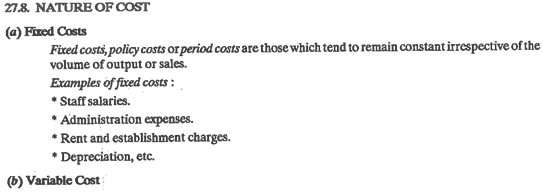 27.8. NATURE OF COST
(a) Fixed Costs
Fixed costs, policy costs or period costs are those which tend to remain constant irrespective of the
volume of output or sales.
Examples of fixed costs :
* Staff salaries.
* Administration expenses.
* Rent and establishment charges.
* Depreciation, etc.
(b) Variable Cost :